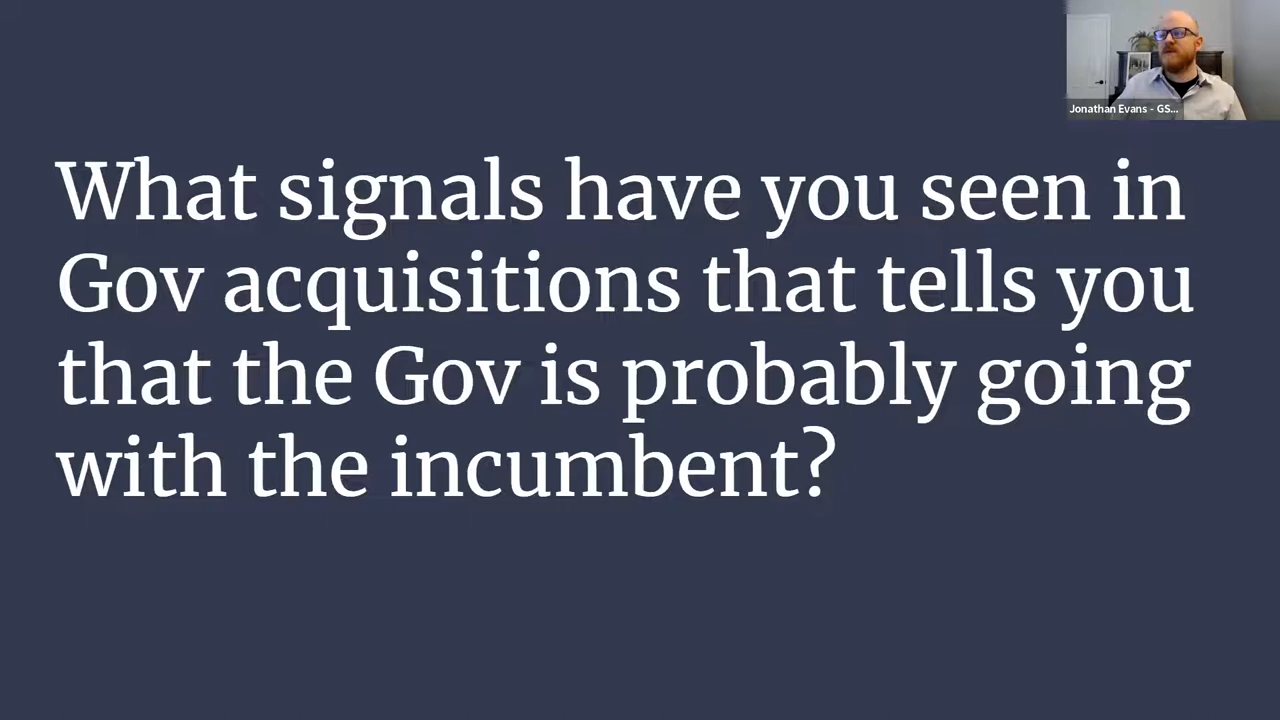 Jonathan Evans - GS...
What signals have you seen in
Gov acquisitions that tells you
that the Gov is probably going
with the incumbent?